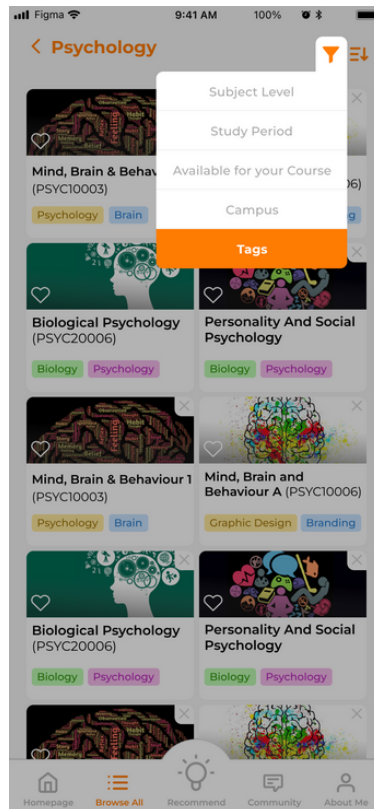 Figma 9:41 AM 100%
Psychology
Subject Level
Study Period
Available for your Course
Campus
Tags
Mind, Brain & Behav
(PSYC10003)
06)
Psychology Brain
g
Biological Psychology
(PSYC20006)
Biology Psychology
Personality And Social
Psychology
Biology Psychology
Mind, Brain & Behaviour 1
(PSYC10003)
Psychology Brain
Mind, Brain and
Behaviour A (PSYC10006)
Graphic Design Branding
Biological Psychology
(PSYC20006)
Biology Psychology
Personality And Social
Psychology
Biology Psychology
Homepage Browse All Recommend Community About Me